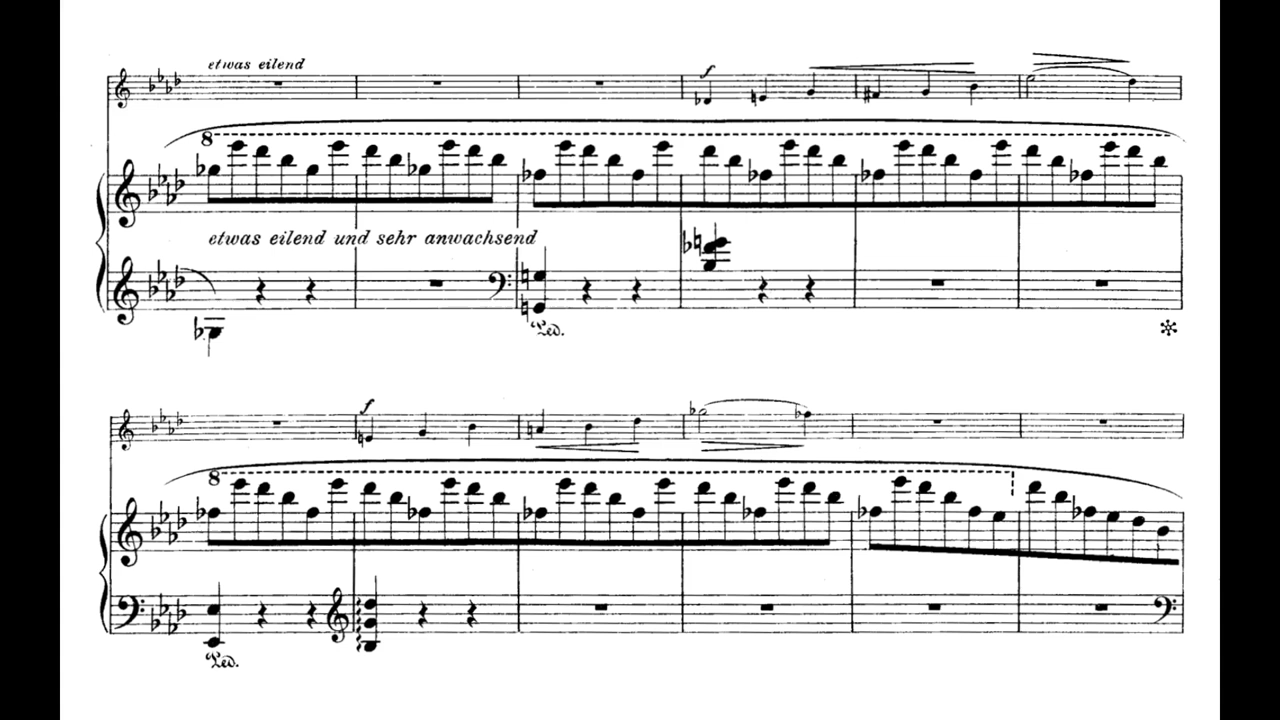 etwas eilend
f
8
etwas eilend und sehr anwachsend
Ped.
f
8
Ped.